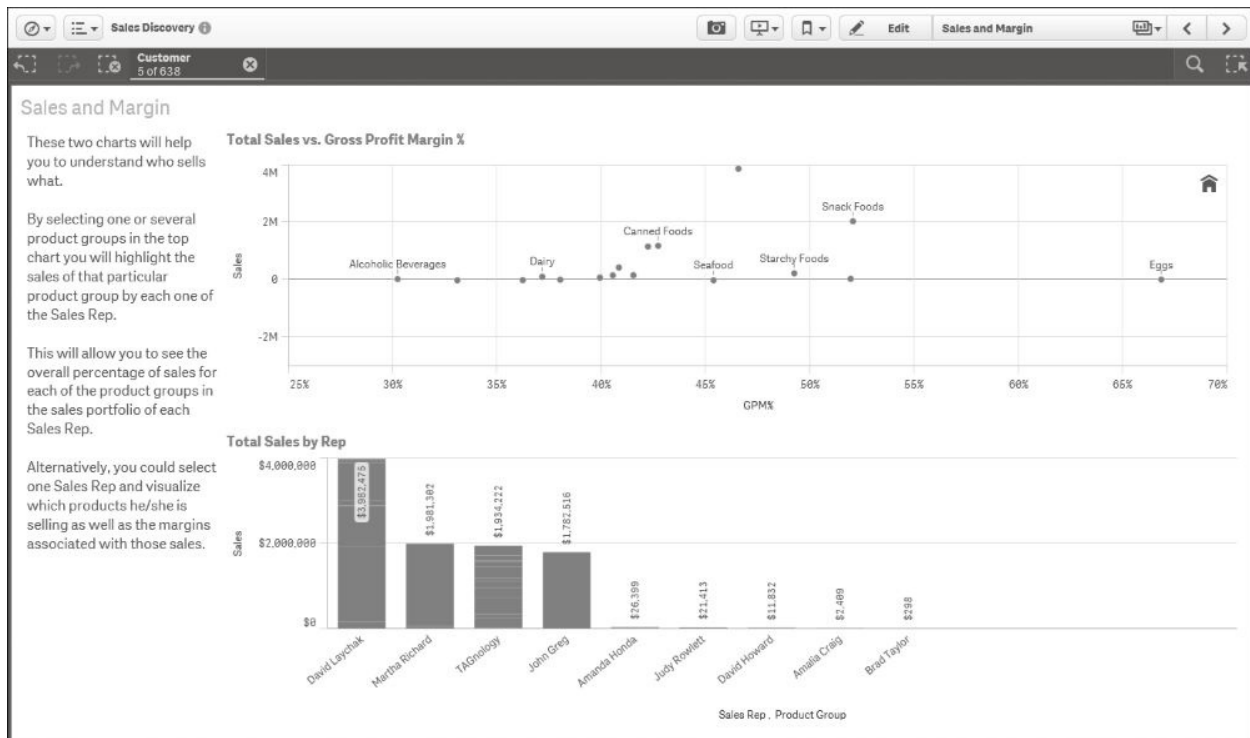 Sales Discovery
Edit
Sales and Margin
Customer
5 of 638
Sales and Margin
These two charts will help
you to understand who sells
what.
By selecting one or several
product groups in the top
chart you will highlight the
sales of that particular
product group by each one of
the Sales Rep.
This will allow you to see the
overall percentage of sales for
each of the product groups in
the sales portfolio of each
Sales Rep.
Alternatively, you could select
one Sales Rep and visualize
which products he/she is
selling as well as the margins
associated with those sales.
Total Sales vs. Gross Profit Margin %
Sales
4M
2M
0
-2M
Snack Foods
Canned Foods
Alcoholic Beverages
Dairy
Seafood
Starchy Foods
Eggs
25% 30% 35% 40% 45% 50% 55% 60% 65% 70%
GPM%
Total Sales by Rep
Sales
$4,000,000
$2,000,000
$0
$3,982,475
$1,981,302
$1,934,222
$1,782,516
$26,399
$21,413
$11,832
$2,409
$298
David Laychak
Martha Richard
TAGnology
John Greg
Amanda Honda
Judy Rowlett
David Howard
Amalia Craig
Brad Taylor
Sales Rep , Product Group